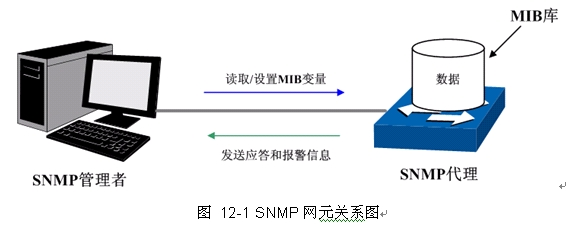 MIB库
数据
读取/设置MIB变量
发送应答和报警信息
SNMP管理者
SNMP代理
图 12-1 SNMP 网元关系图